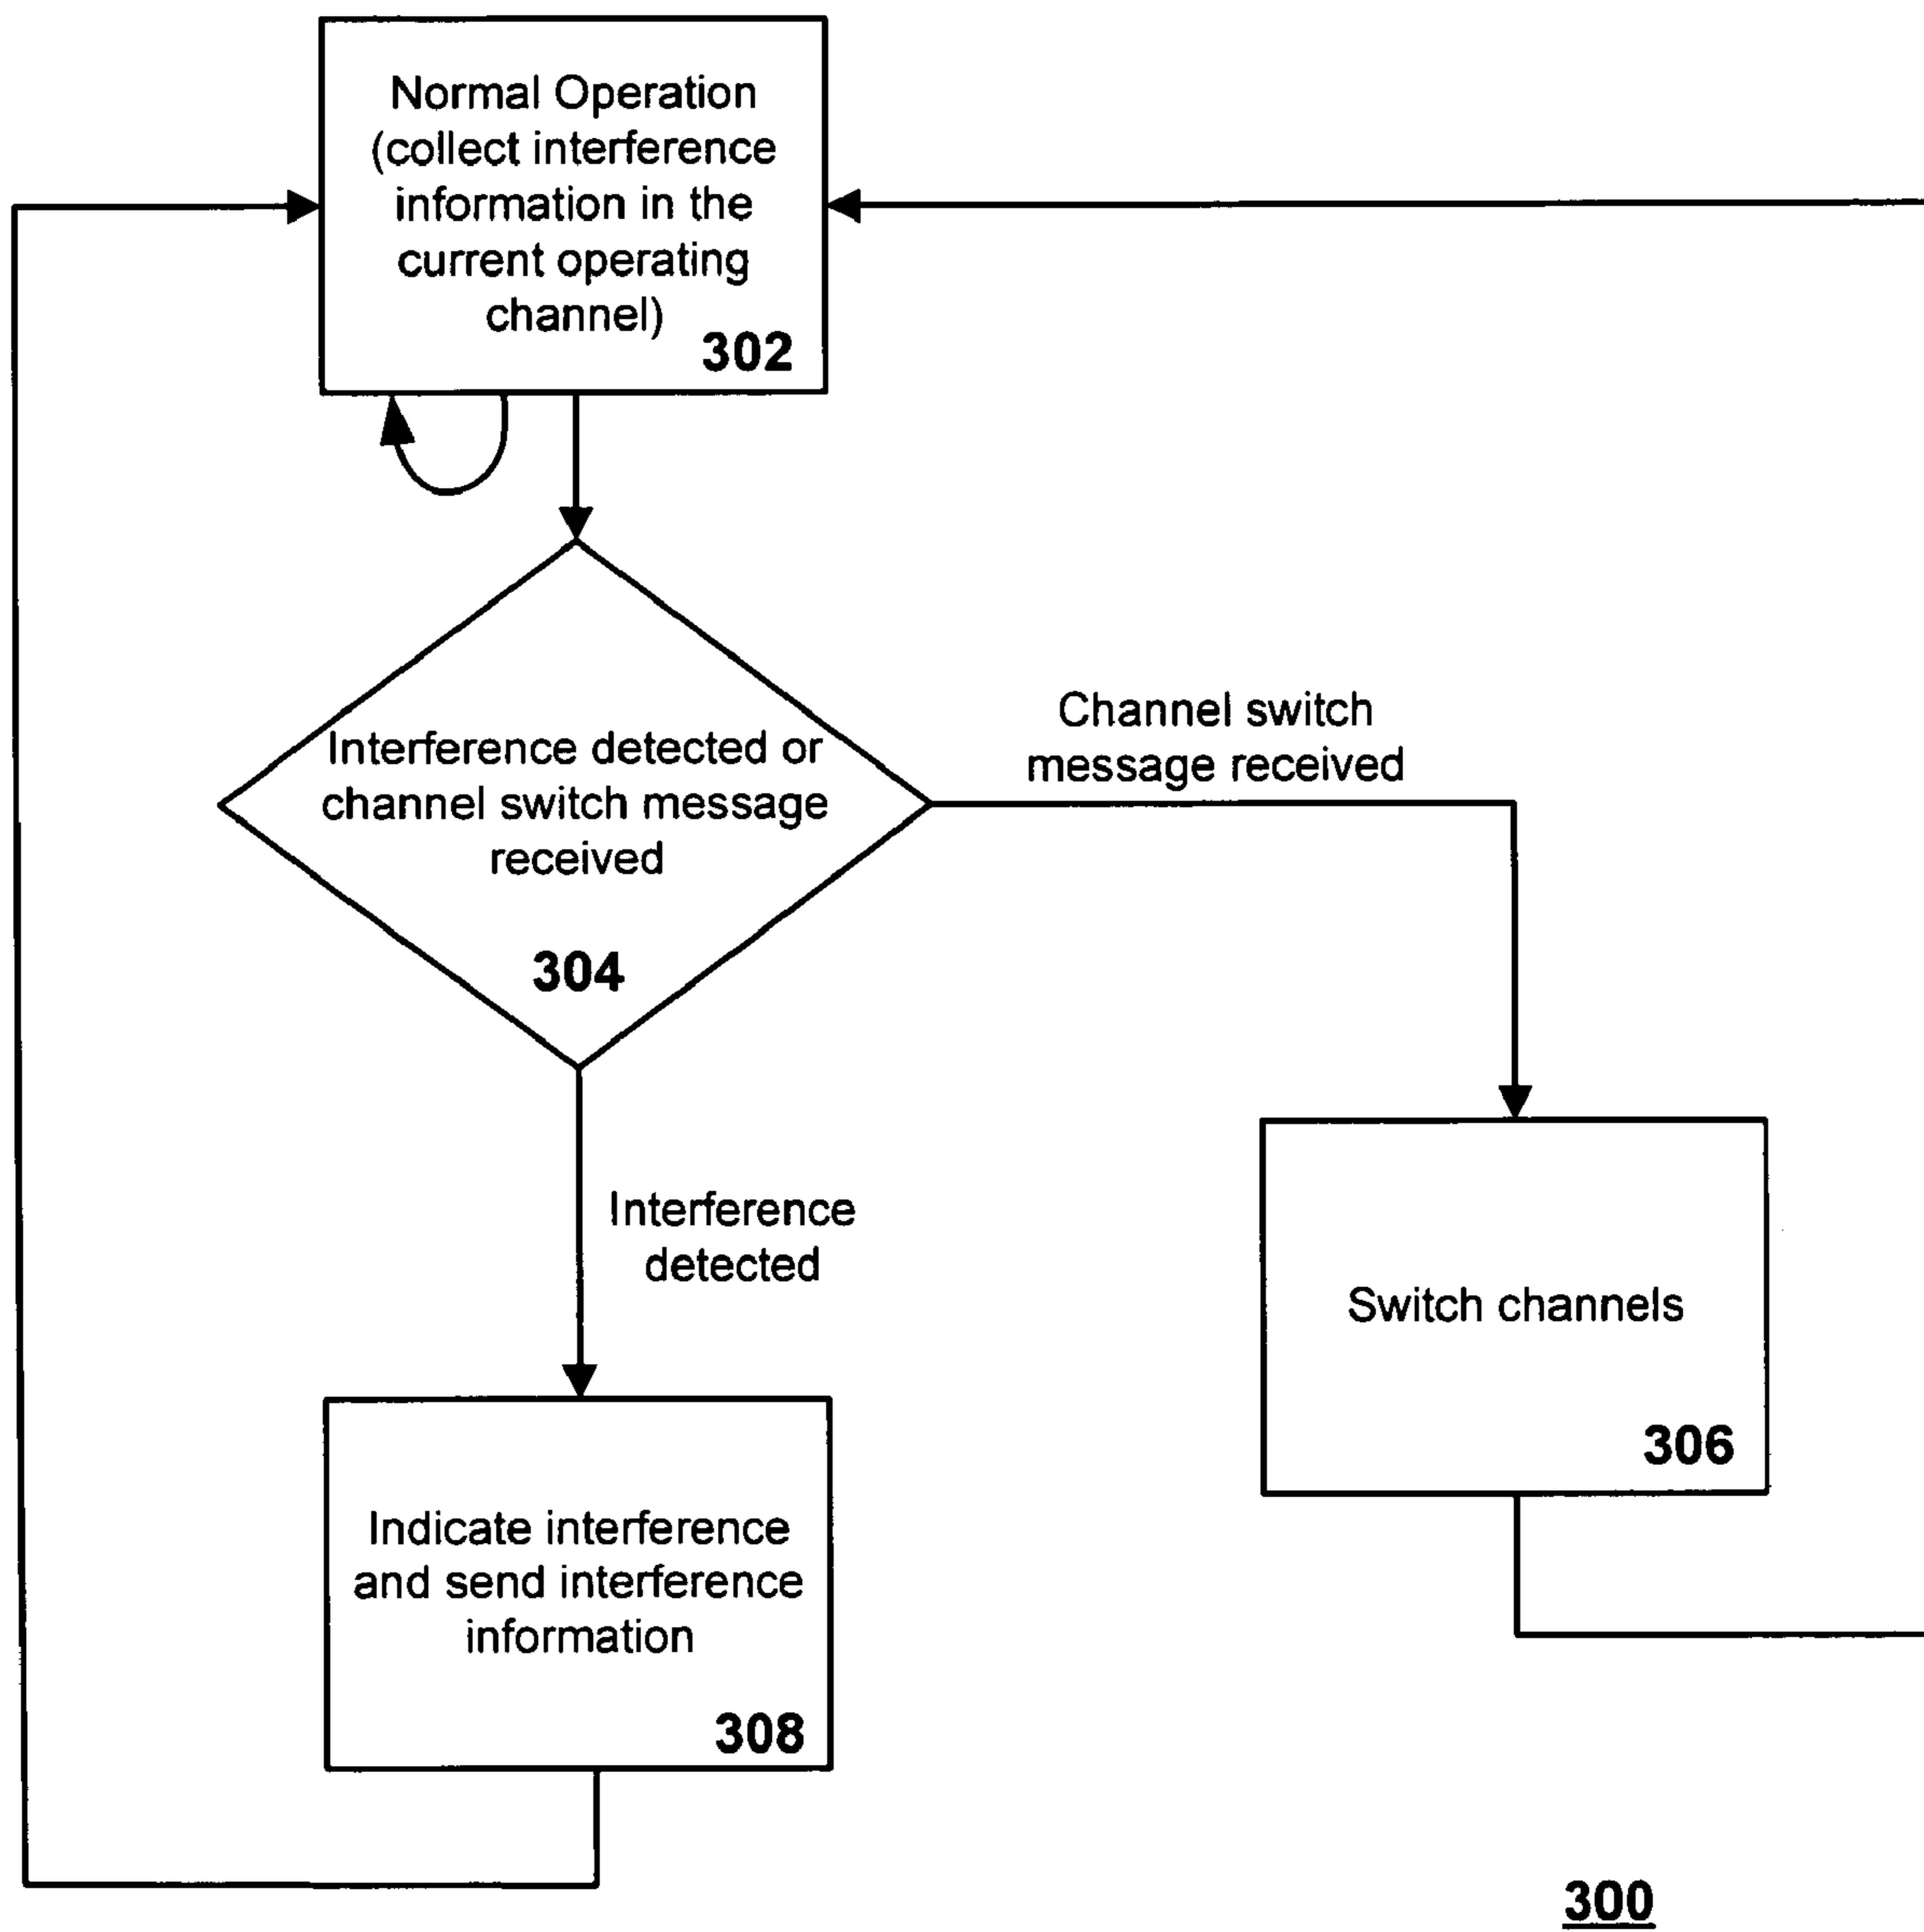 Normal Operation
(collect interference
information in the
current operating
channel)
302
Interference detected or
channel switch message
received
304
Channel switch
message received
Interference
detected
Switch channels
306
Indicate interference
and send interference
information
308
300